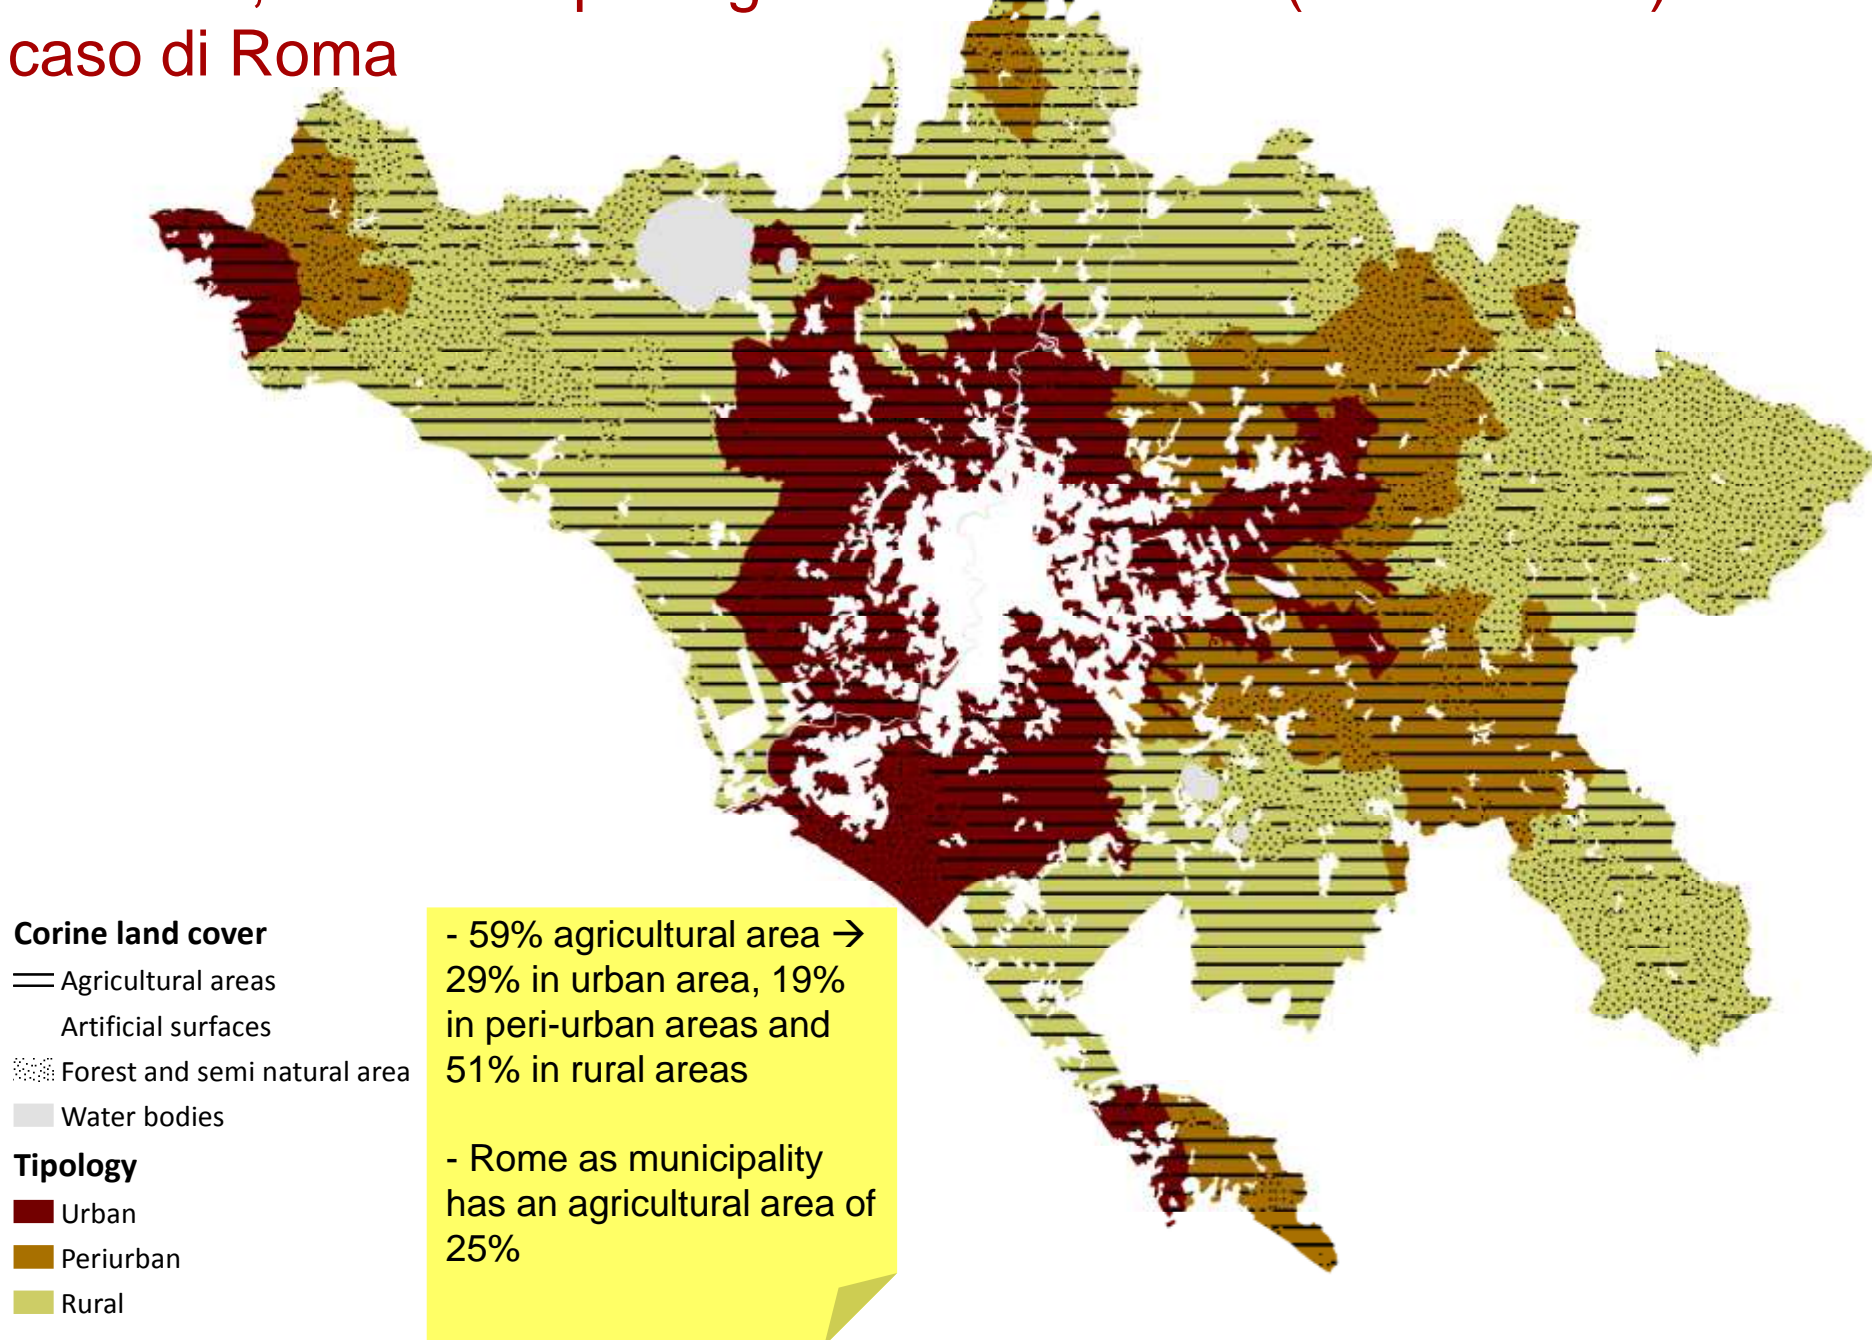 caso di Roma
Corine land cover
Agricultural areas
Artificial surfaces
Forest and semi natural area
Water bodies
Tipology
Urban
Periurban
Rural
- 59% agricultural area →
29% in urban area, 19%
in peri-urban areas and
51% in rural areas
- Rome as municipality
has an agricultural area of
25%